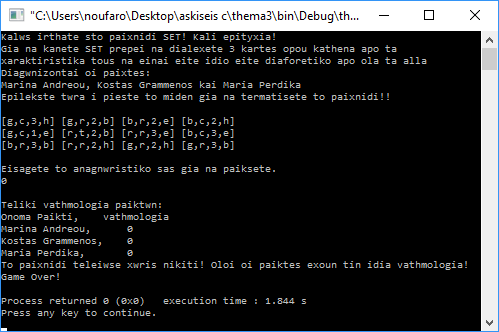 "C:\Users\noufaro\Desktop\askiseis c\thema3\bin\Debug\th...
Kalws irthate sto paixnidi SET! Kali epityxia!
Gia na kanete SET prepei na dialexete 3 kartes opou kathena apo ta
xaraktiristika tous na einai eite idio eite diaforetiko apo ola ta alla
Diagwnizontai oi paixtes:
Marina Andreou, Kostas Grammenos kai Maria Perdika
Epilekste twra i pieste to miden gia na termatisete to paixnidi!!
[g,c,3,h] [g,r,2,b] [b,r,2,e] [b,c,2,h]
[g,c,1,e] [r,t,2,b] [r,r,3,e] [b,c,3,e]
[b,r,3,b] [r,r,2,h] [g,r,2,h] [g,r,3,b]
Eisagete to anagnwristiko sas gia na paiksete.
0
Teliki vathmologia paiktwn:
Onoma Paikti,    vathmologia
Marina Andreou,      0
Kostas Grammenos,    0
Maria Perdika,       0
To paixnidi teleiwse xwris nikiti! Oloi oi paiktes exoun tin idia vathmologia!
Game Over!
Process returned 0 (0x0)   execution time : 1.844 s
Press any key to continue.